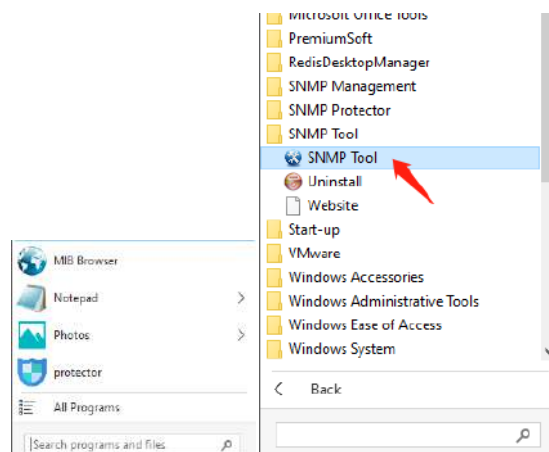 MIB Browser
Notepad
Photos
protector
All Programs
Search programs and files
Microsoft Office Tools
PremiumSoft
RedisDesktopManager
SNMP Management
SNMP Protector
SNMP Tool
SNMP Tool
Uninstall
Website
Start-up
VMware
Windows Accessories
Windows Administrative Tools
Windows Ease of Access
Windows System
Back